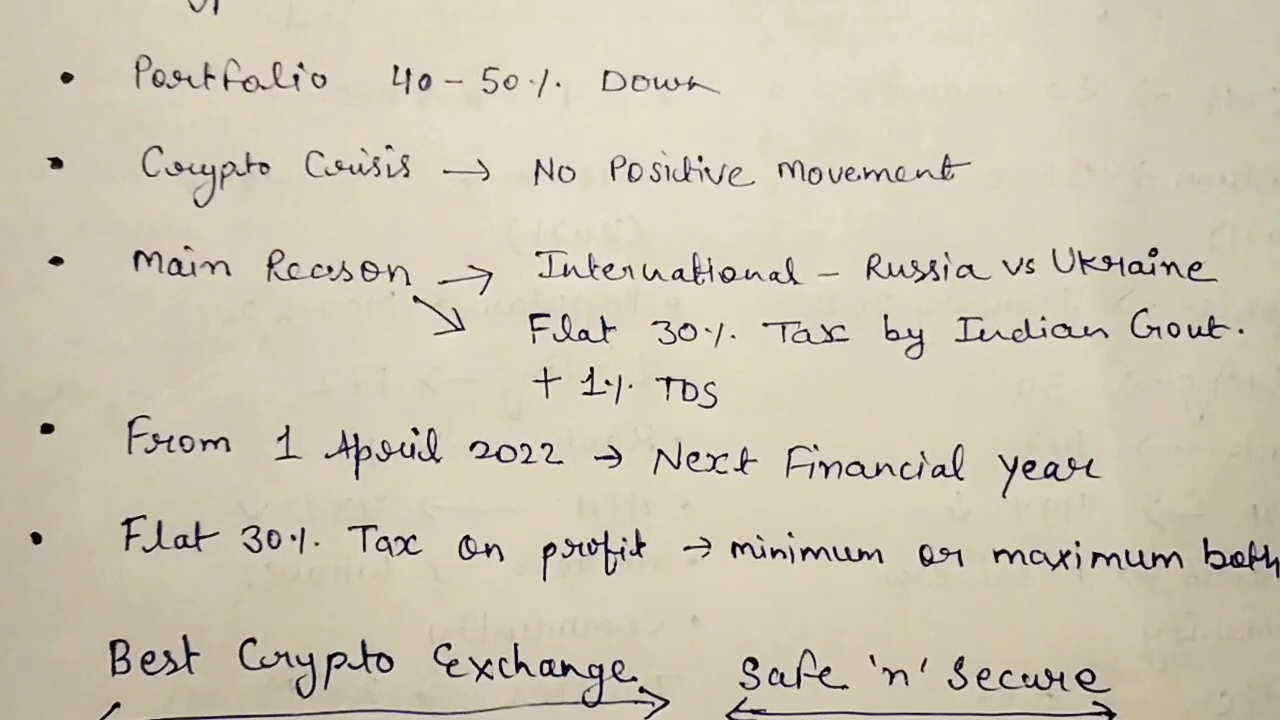 • Portfolio 40-50% Down
• Crypto Crisis → No Positive Movement
• Main Reason → International - Russia vs Ukraine
↘ Flat 30% Tax by Indian Govt.
+ 1% TDS
• From 1 April 2022 → Next Financial year
• Flat 30% Tax on profit → minimum or maximum both
Best Crypto Exchange Safe 'n' Secure